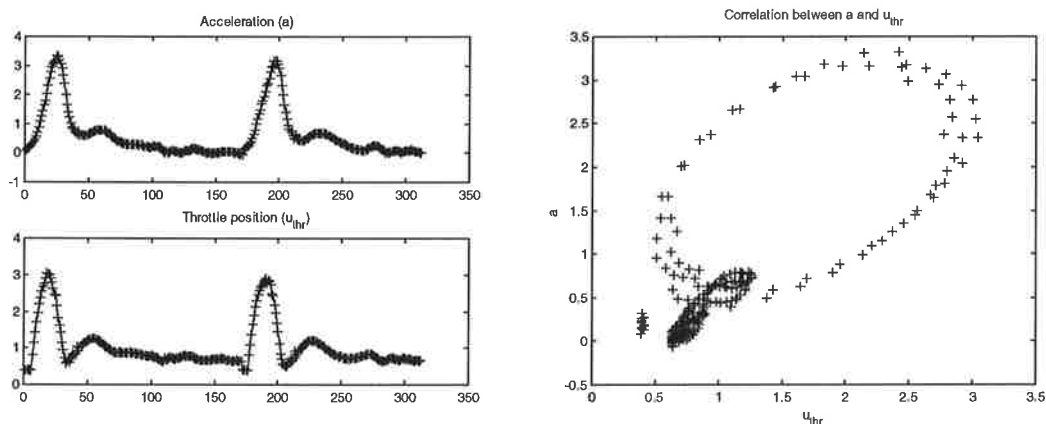 Acceleration (a)
4
3
2
1
0
-1
0 50 100 150 200 250 300 350
Throttle position (u_thr)
4
3
2
1
0
0 50 100 150 200 250 300 350
Correlation between a and u_thr
3.5
3
2.5
2
1.5
1
0.5
0
-0.5
a
0 0.5 1 1.5 2 2.5 3 3.5
u_thr